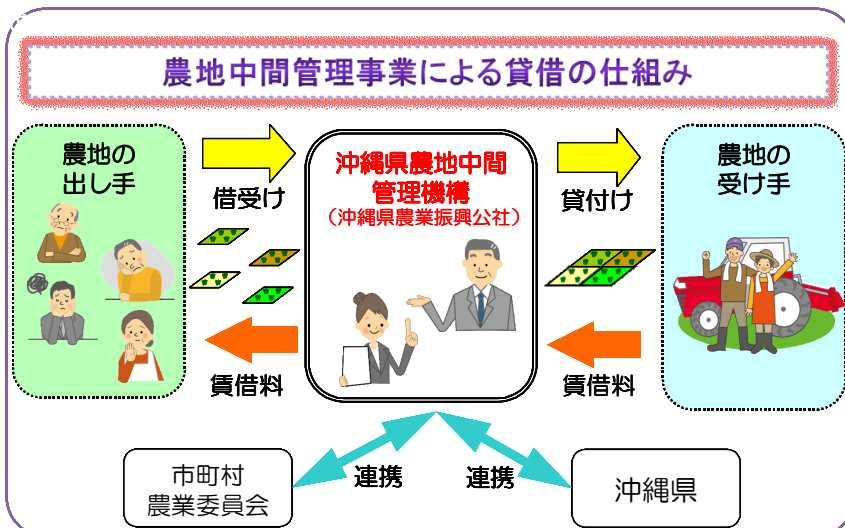 農地中間管理事業による貸借の仕組み
農地の
出し手
借受け
沖縄県農地中間
管理機構
（沖縄県農業振興公社）
貸付け
農地の
受け手
賃借料
賃借料
連携
連携
市町村
農業委員会
沖縄県